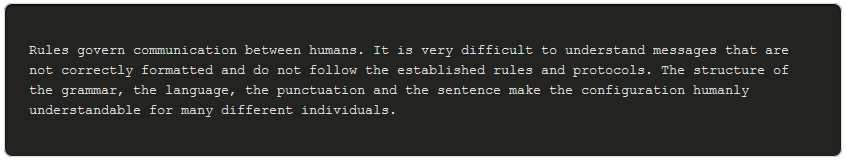 Rules govern communication between humans. It is very difficult to understand messages that are
not correctly formatted and do not follow the established rules and protocols. The structure of
the grammar, the language, the punctuation and the sentence make the configuration humanly
understandable for many different individuals.